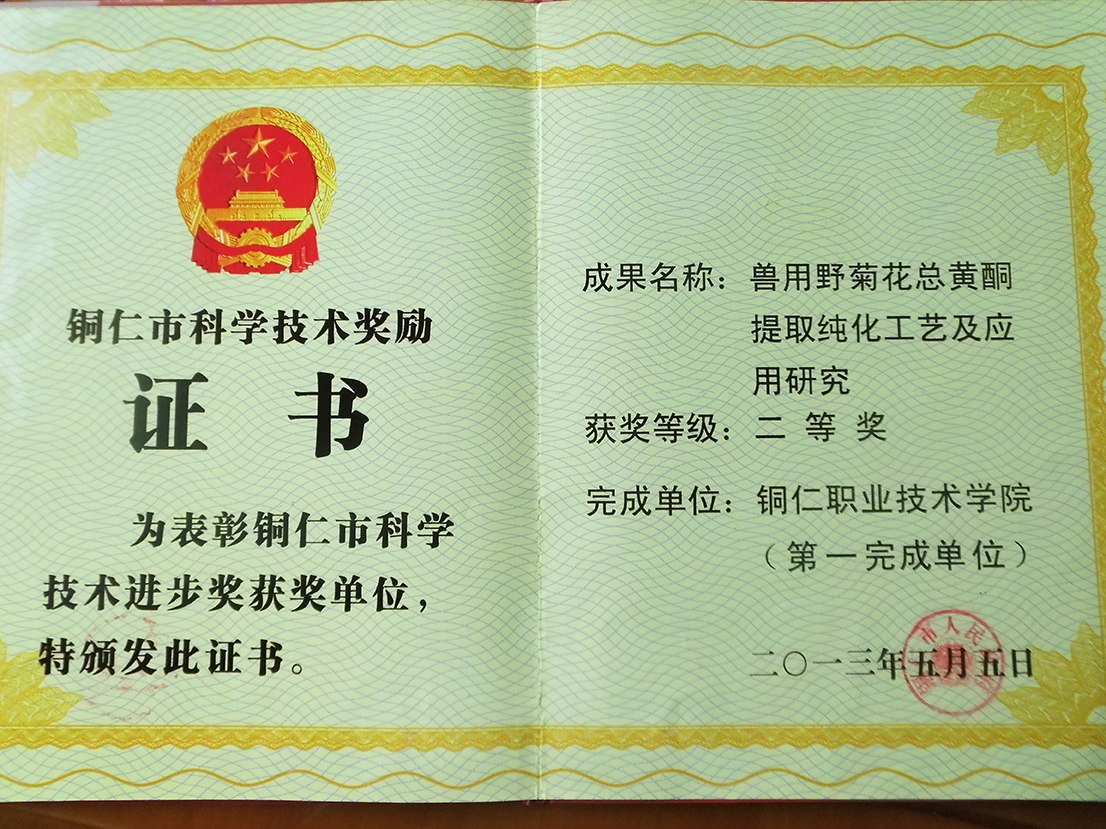 铜仁市科学技术奖励
证 书
为表彰铜仁市科学
技术进步奖获奖单位，
特颁发此证书。
成果名称：兽用野菊花总黄酮
提取纯化工艺及应
用研究
获奖等级：二 等 奖
完成单位：铜仁职业技术学院
（第一完成单位）
二〇一三年五月五日
市人民